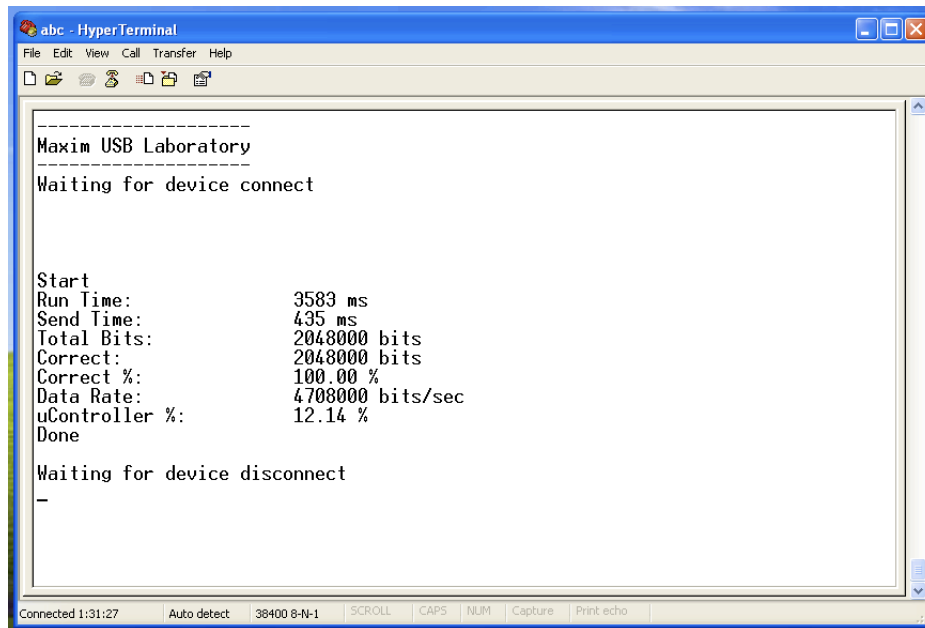 abc - HyperTerminal
File Edit View Call Transfer Help
--------------------
Maxim USB Laboratory
--------------------
Waiting for device connect
Start
Run Time: 3583 ms
Send Time: 435 ms
Total Bits: 2048000 bits
Correct: 2048000 bits
Correct %: 100.00 %
Data Rate: 4708000 bits/sec
uController %: 12.14 %
Done
Waiting for device disconnect
_
Connected 1:31:27 Auto detect 38400 8-N-1 SCROLL CAPS NUM Capture Print echo